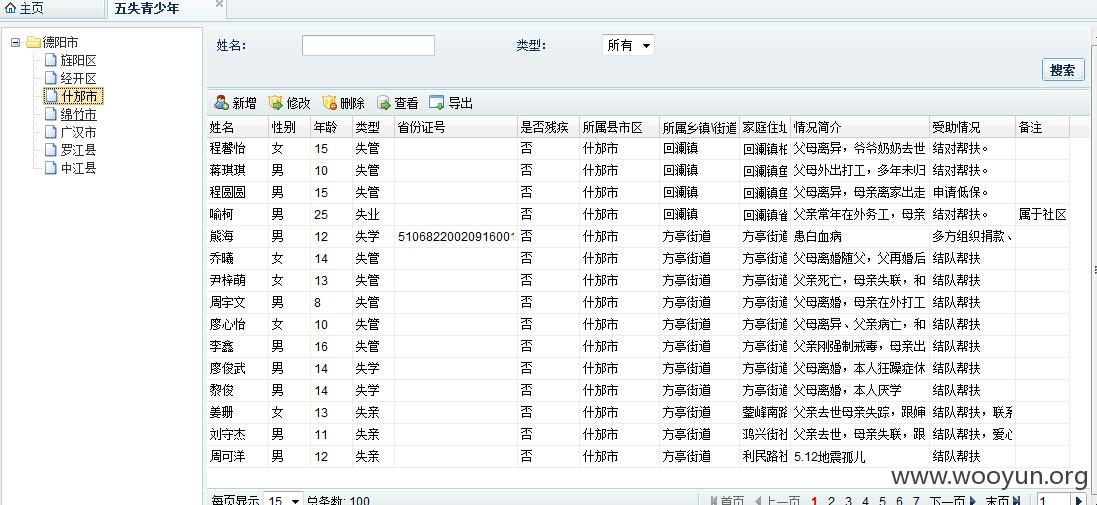 主页 五失青少年
德阳市
旌阳区
经开区
什邡市
绵竹市
广汉市
罗江县
中江县
姓名： 类型： 所有
搜索
新增 修改 删除 查看 导出
姓名 性别 年龄 类型 省份证号 是否残疾 所属县市区 所属乡镇\街道 家庭住址 情况简介 受助情况 备注
程馨怡 女 15 失管 否 什邡市 回澜镇 回澜镇 父母离异，爷爷奶奶去世 结对帮扶。
蒋琪琪 男 10 失管 否 什邡市 回澜镇 回澜镇 父母外出打工，多年未归 结对帮扶。
程圆圆 男 15 失管 否 什邡市 回澜镇 回澜镇 父母离异，母亲离家出走 申请低保。
喻柯 男 25 失业 否 什邡市 回澜镇 回澜镇 父亲常年在外务工，母亲 结对帮扶。 属于社区
熊海 男 12 失学 51068220020916001 否 什邡市 方亭街道 方亭街道 患白血病 多方组织捐款、
乔曦 女 14 失管 否 什邡市 方亭街道 方亭街道 父母离婚随父，父再婚后 结队帮扶
尹梓萌 女 13 失管 否 什邡市 方亭街道 方亭街道 父亲死亡，母亲失联，和 结队帮扶
周宇文 男 8 失管 否 什邡市 方亭街道 方亭街道 父母离婚，母亲在外打工 结队帮扶
廖心怡 女 10 失管 否 什邡市 方亭街道 方亭街道 父母离异、父亲病亡，和 结队帮扶
李鑫 男 16 失管 否 什邡市 方亭街道 方亭街道 父亲刚强制戒毒，母亲出 结队帮扶
廖俊武 男 14 失学 否 什邡市 方亭街道 方亭街道 父母离婚，本人狂躁症休 结队帮扶
黎俊 男 14 失学 否 什邡市 方亭街道 方亭街道 父母离婚，本人厌学 结队帮扶
姜珊 女 13 失亲 否 什邡市 方亭街道 蓥峰南路 父亲去世母亲失踪，跟婶 结队帮扶，联系
刘守杰 男 11 失亲 否 什邡市 方亭街道 鸿兴街社 父亲去世，母亲失联，跟 结队帮扶，爱心
周可洋 男 12 失亲 否 什邡市 方亭街道 利民路社 5.12地震孤儿 结队帮扶
www.wooyun.org
每页显示 15 总条数: 100 首页 上一页 1 2 3 4 5 6 7 下一页 末页 1